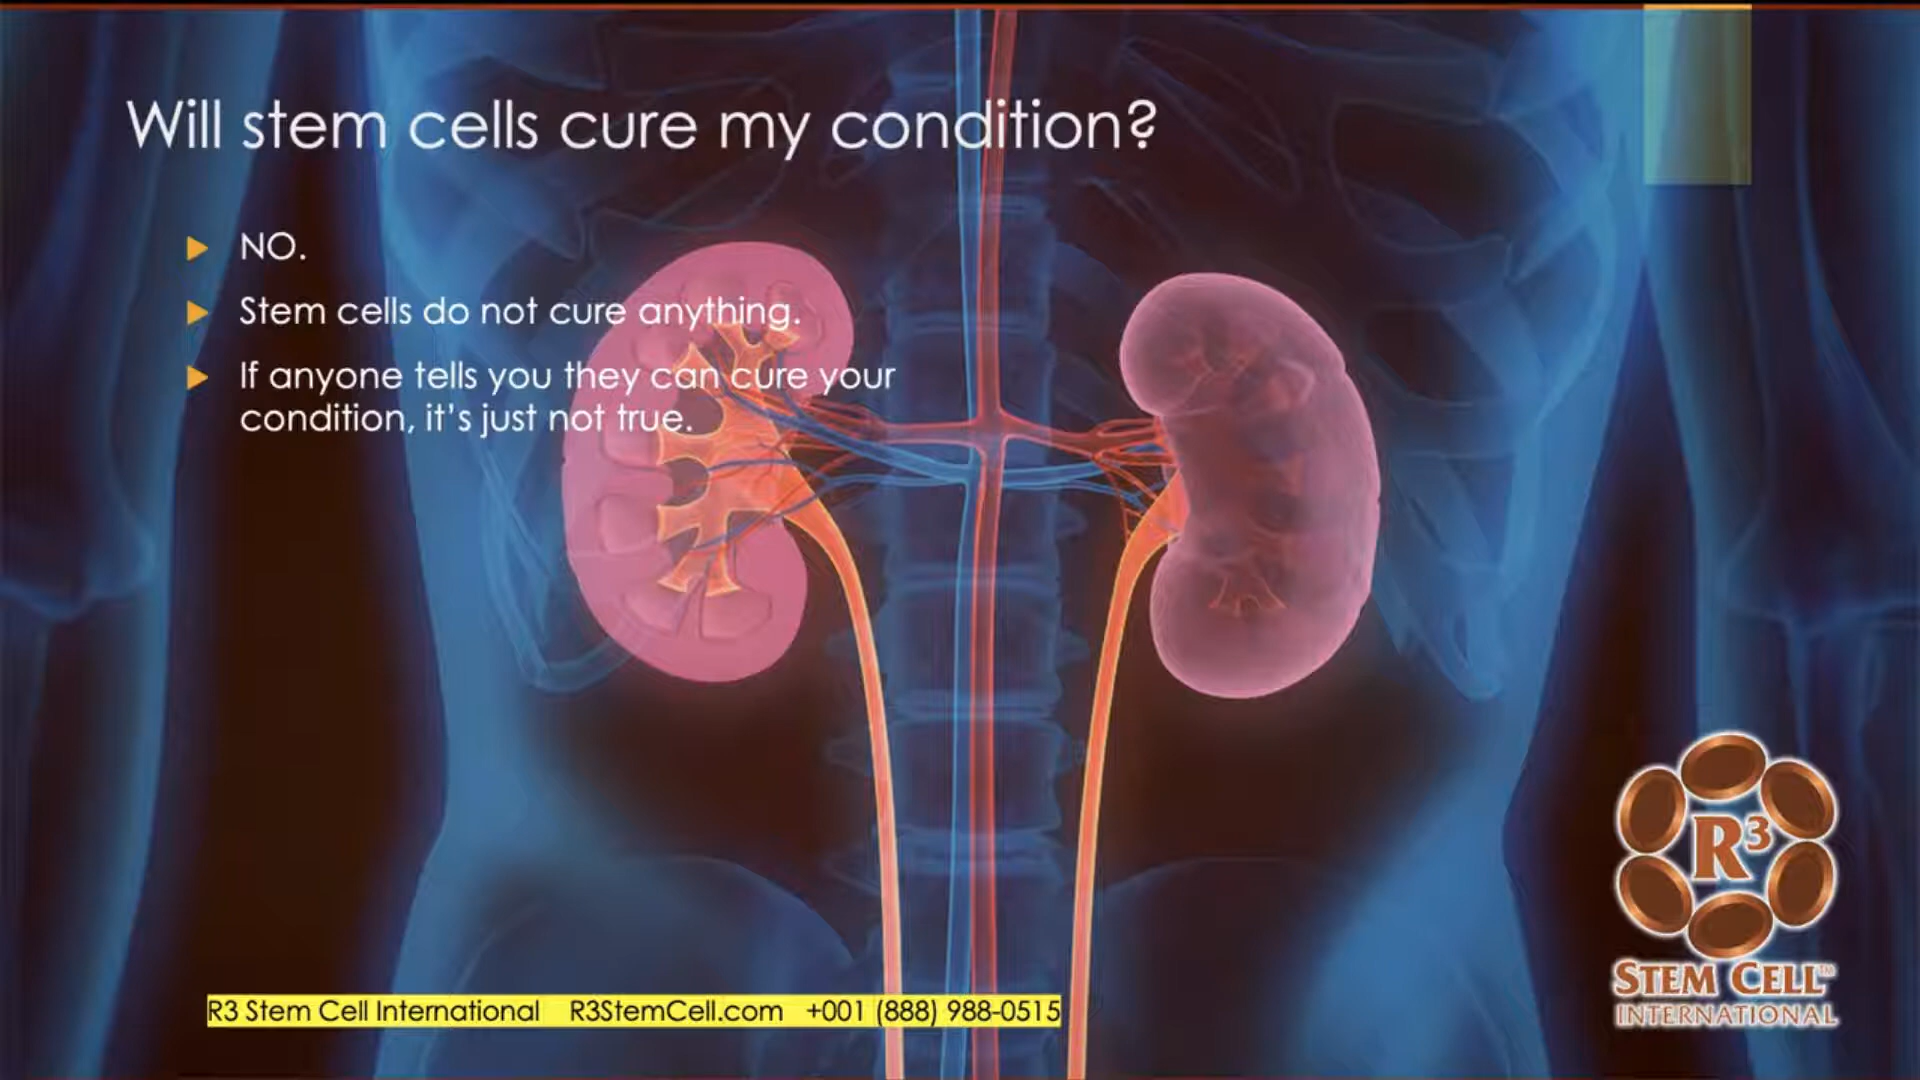 Will stem cells cure my condition?
NO.
Stem cells do not cure anything.
If anyone tells you they can cure your
condition, it's just not true.
R3 Stem Cell International R3StemCell.com +001 (888) 988-0515
R3
STEM CELL™
INTERNATIONAL